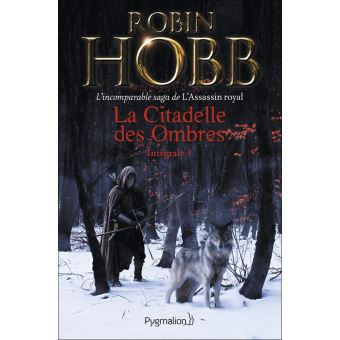 ROBIN
HOBB
L'incomparable saga de L'Assassin royal
La Citadelle
des Ombres
Intégrale 1
Pygmalion